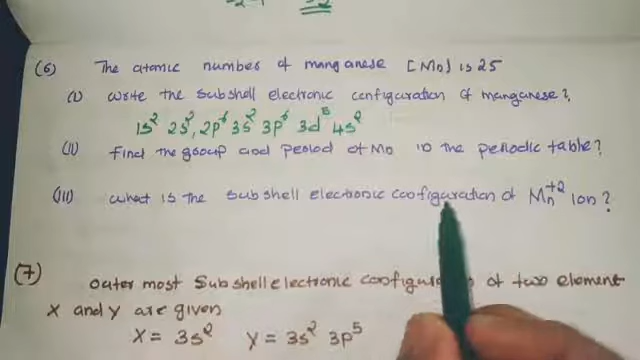 (6) The atomic number of manganese [Mn] is 25
(i) Write the subshell electronic configuration of manganese?
1s² 2s², 2p⁶ 3s² 3p⁶ 3d⁵ 4s²
(ii) Find the group and period of Mn in the periodic table?
(iii) what is the subshell electronic configuration of Mn⁺² ion?
(7) outer most Subshell electronic configuration of two element
X and y are given
X = 3s² Y = 3s² 3p⁵